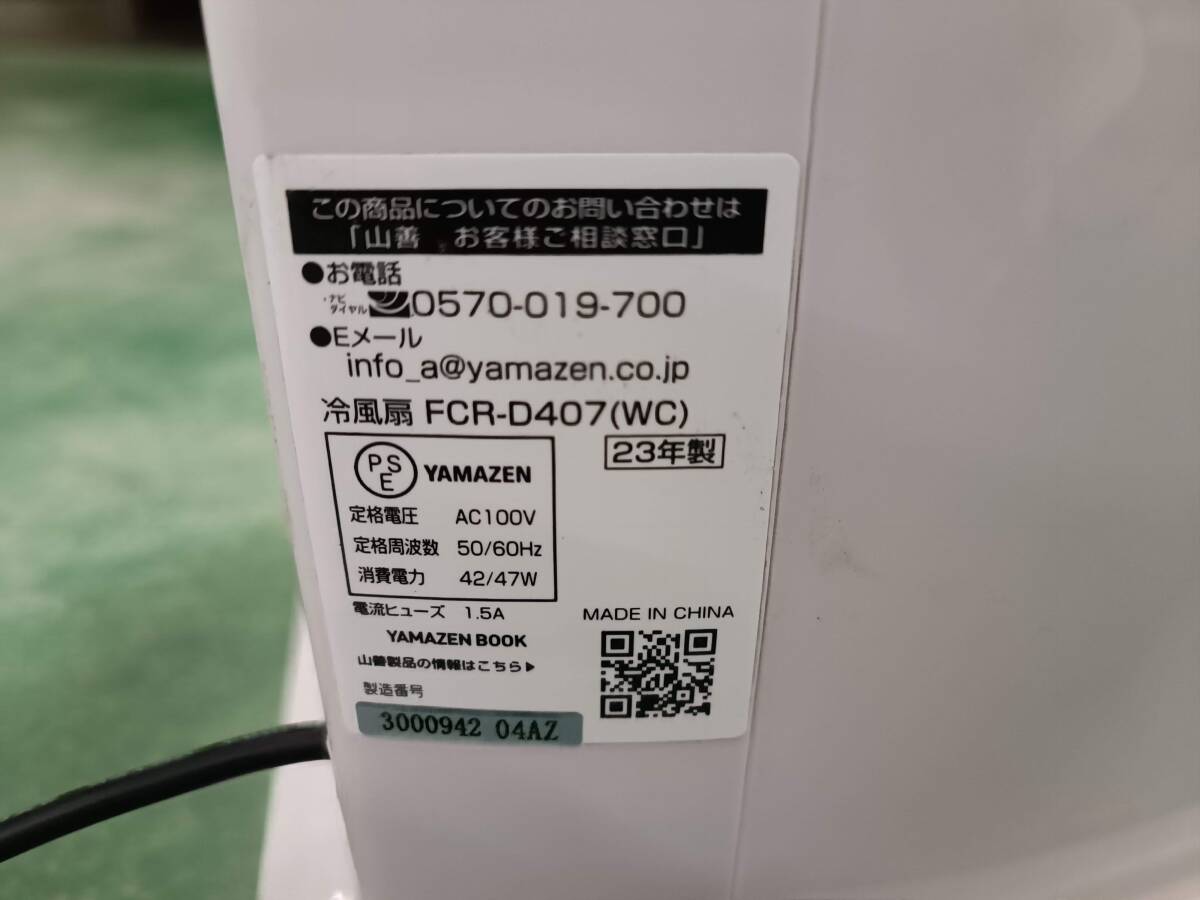 この商品についてのお問い合わせは
「山善 お客様ご相談窓口」
●お電話
ナビダイヤル 0570-019-700
●Eメール
info_a@yamazen.co.jp
冷風扇 FCR-D407(WC)
23年製
PSE YAMAZEN
定格電圧 AC100V
定格周波数 50/60Hz
消費電力 42/47W
電流ヒューズ 1.5A
MADE IN CHINA
YAMAZEN BOOK
山善製品の情報はこちら▶
製造番号
3000942 04AZ